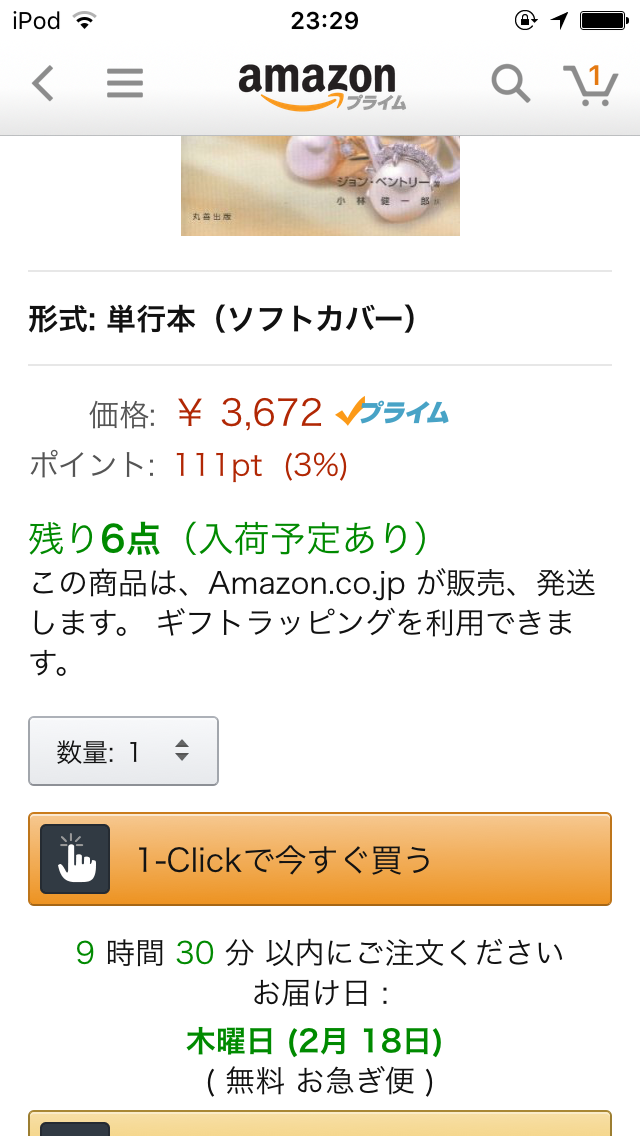 iPod 23:29
amazon
プライム
1
ジョン・ベントリー 著
小林 健一郎 訳
丸善出版
形式: 単行本（ソフトカバー）
価格: ￥ 3,672 プライム
ポイント: 111pt (3%)
残り6点（入荷予定あり）
この商品は、Amazon.co.jp が販売、発送
します。 ギフトラッピングを利用できま
す。
数量: 1
1-Clickで今すぐ買う
9 時間 30 分 以内にご注文ください
お届け日 :
木曜日 (2月 18日)
( 無料 お急ぎ便 )